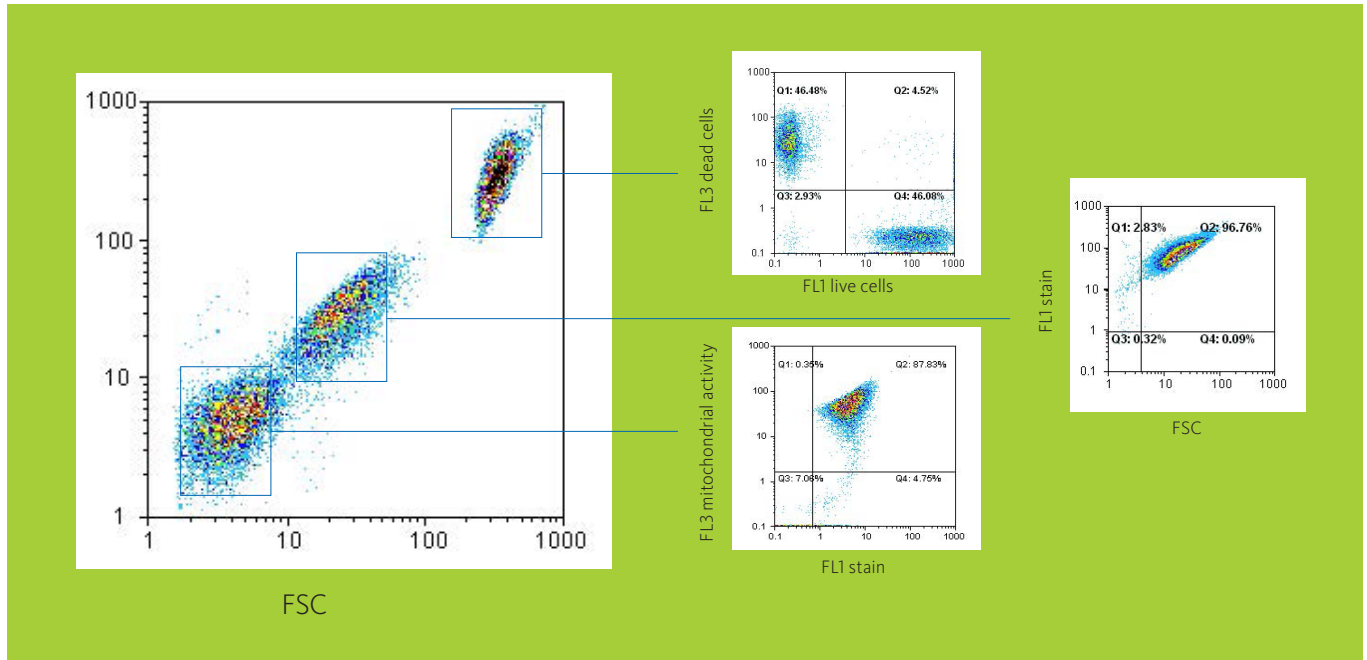 1000
100
10
1
1
10
100
1000
FSC
FL3 dead cells
1000
100
10
1
0.1
Q1: 46.48%
Q2: 4.52%
Q3: 2.93%
Q4: 46.08%
0.1
1
10
100
1000
FL1 live cells
FL3 mitochondrial activity
1000
100
10
1
0.1
Q1: 0.35%
Q2: 87.83%
Q3: 7.06%
Q4: 4.75%
0.1
1
10
100
1000
FL1 stain
FL1 stain
1000
100
10
1
0.1
Q1: 2.83%
Q2: 96.76%
Q3: 0.32%
Q4: 0.09%
1
10
100
1000
FSC